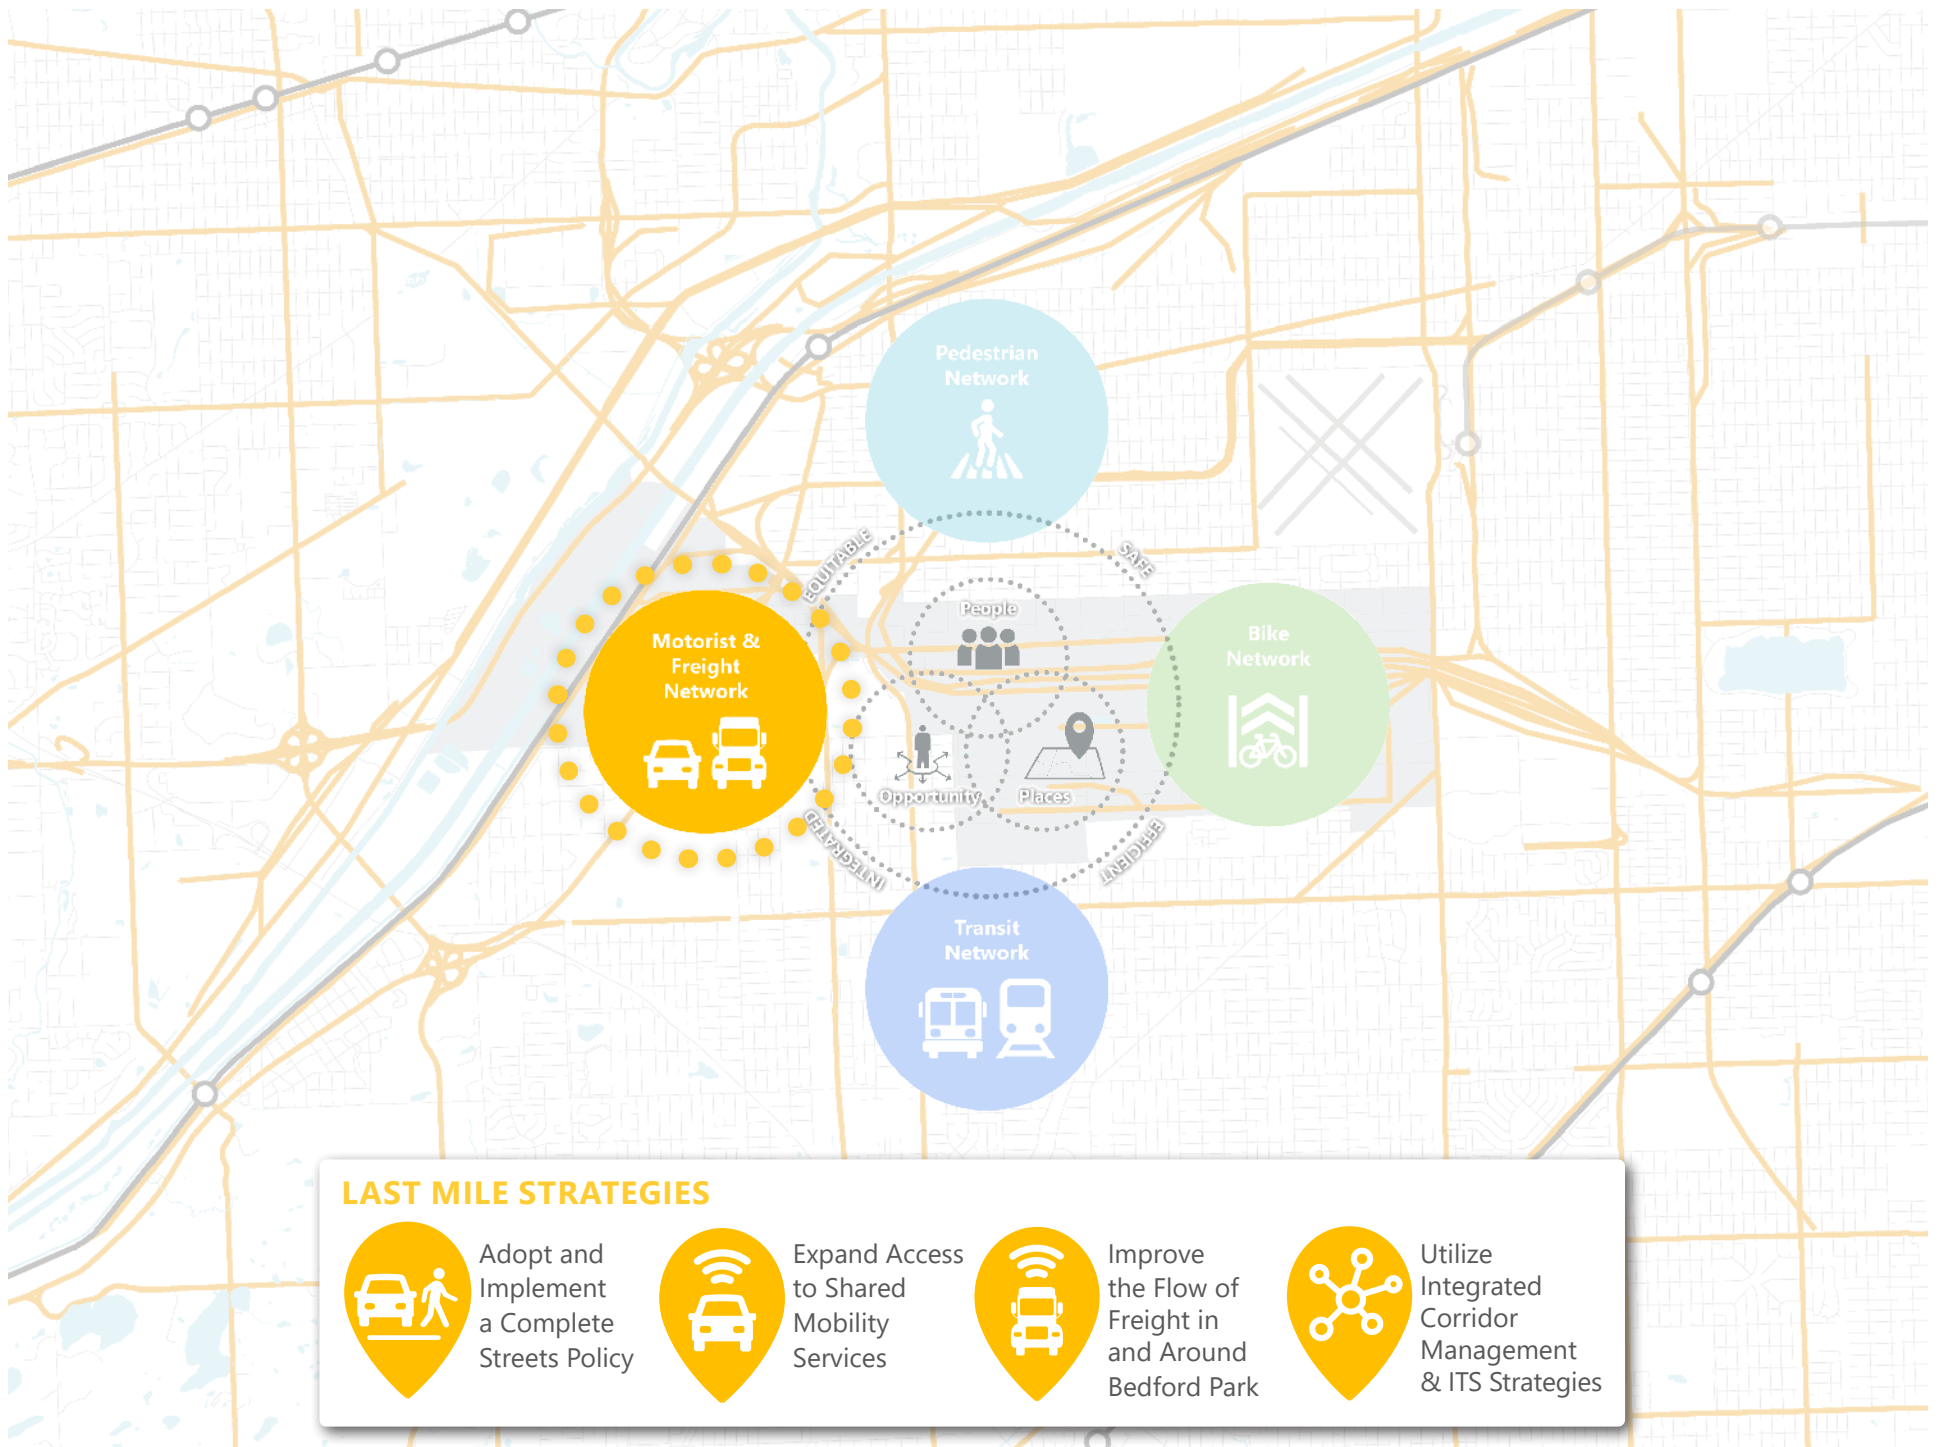 Pedestrian
Network
EQUITABLE
SAFE
People
Motorist &
Freight
Network
Bike
Network
Opportunity
Places
INTEGRATED
EFFICIENT
Transit
Network
LAST MILE STRATEGIES
Adopt and
Implement
a Complete
Streets Policy
Expand Access
to Shared
Mobility
Services
Improve
the Flow of
Freight in
and Around
Bedford Park
Utilize
Integrated
Corridor
Management
& ITS Strategies